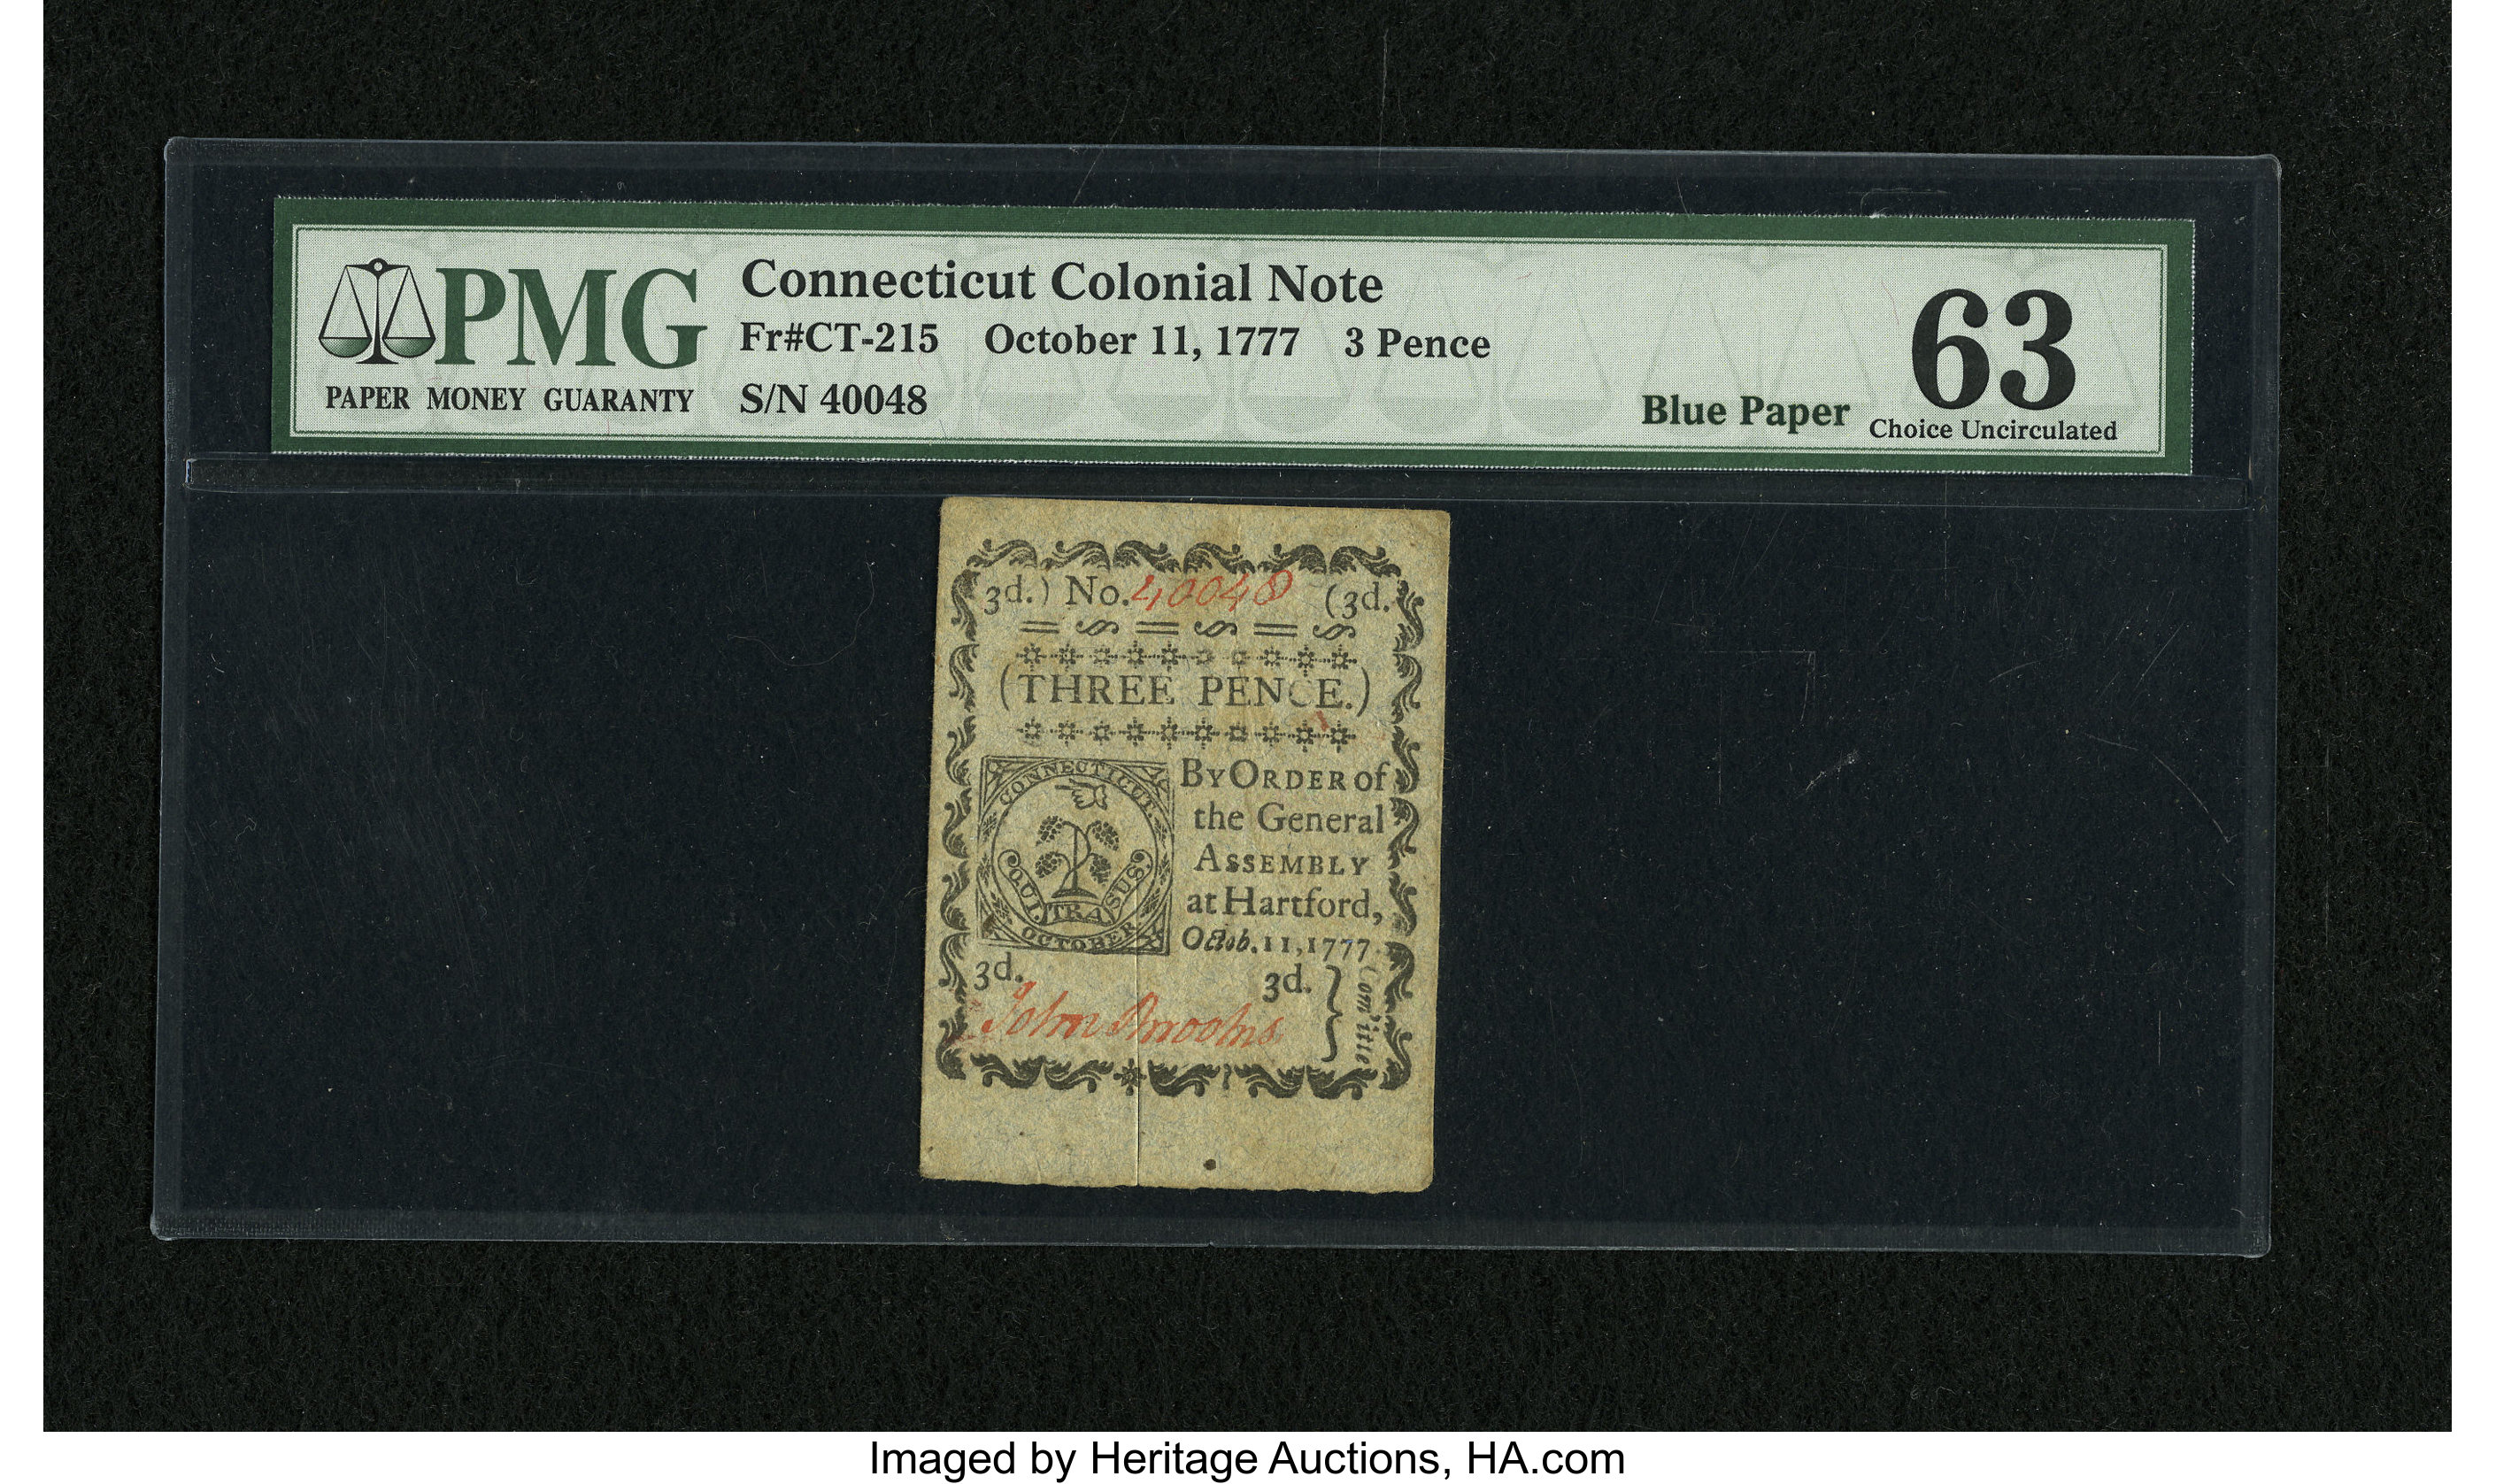 PMG
PAPER MONEY GUARANTY
Connecticut Colonial Note
Fr#CT-215 October 11, 1777 3 Pence
S/N 40048
Blue Paper
63
Choice Uncirculated
3d.) No. 40048 (3d.
(THREE PENCE.)
CONNECTICUT
QUI TRA SUS
OCTOBER
BY ORDER of
the General
ASSEMBLY
at Hartford,
Octob. 11, 1777.
3d. 3d.
John
Com'ttee
Imaged by Heritage Auctions, HA.com